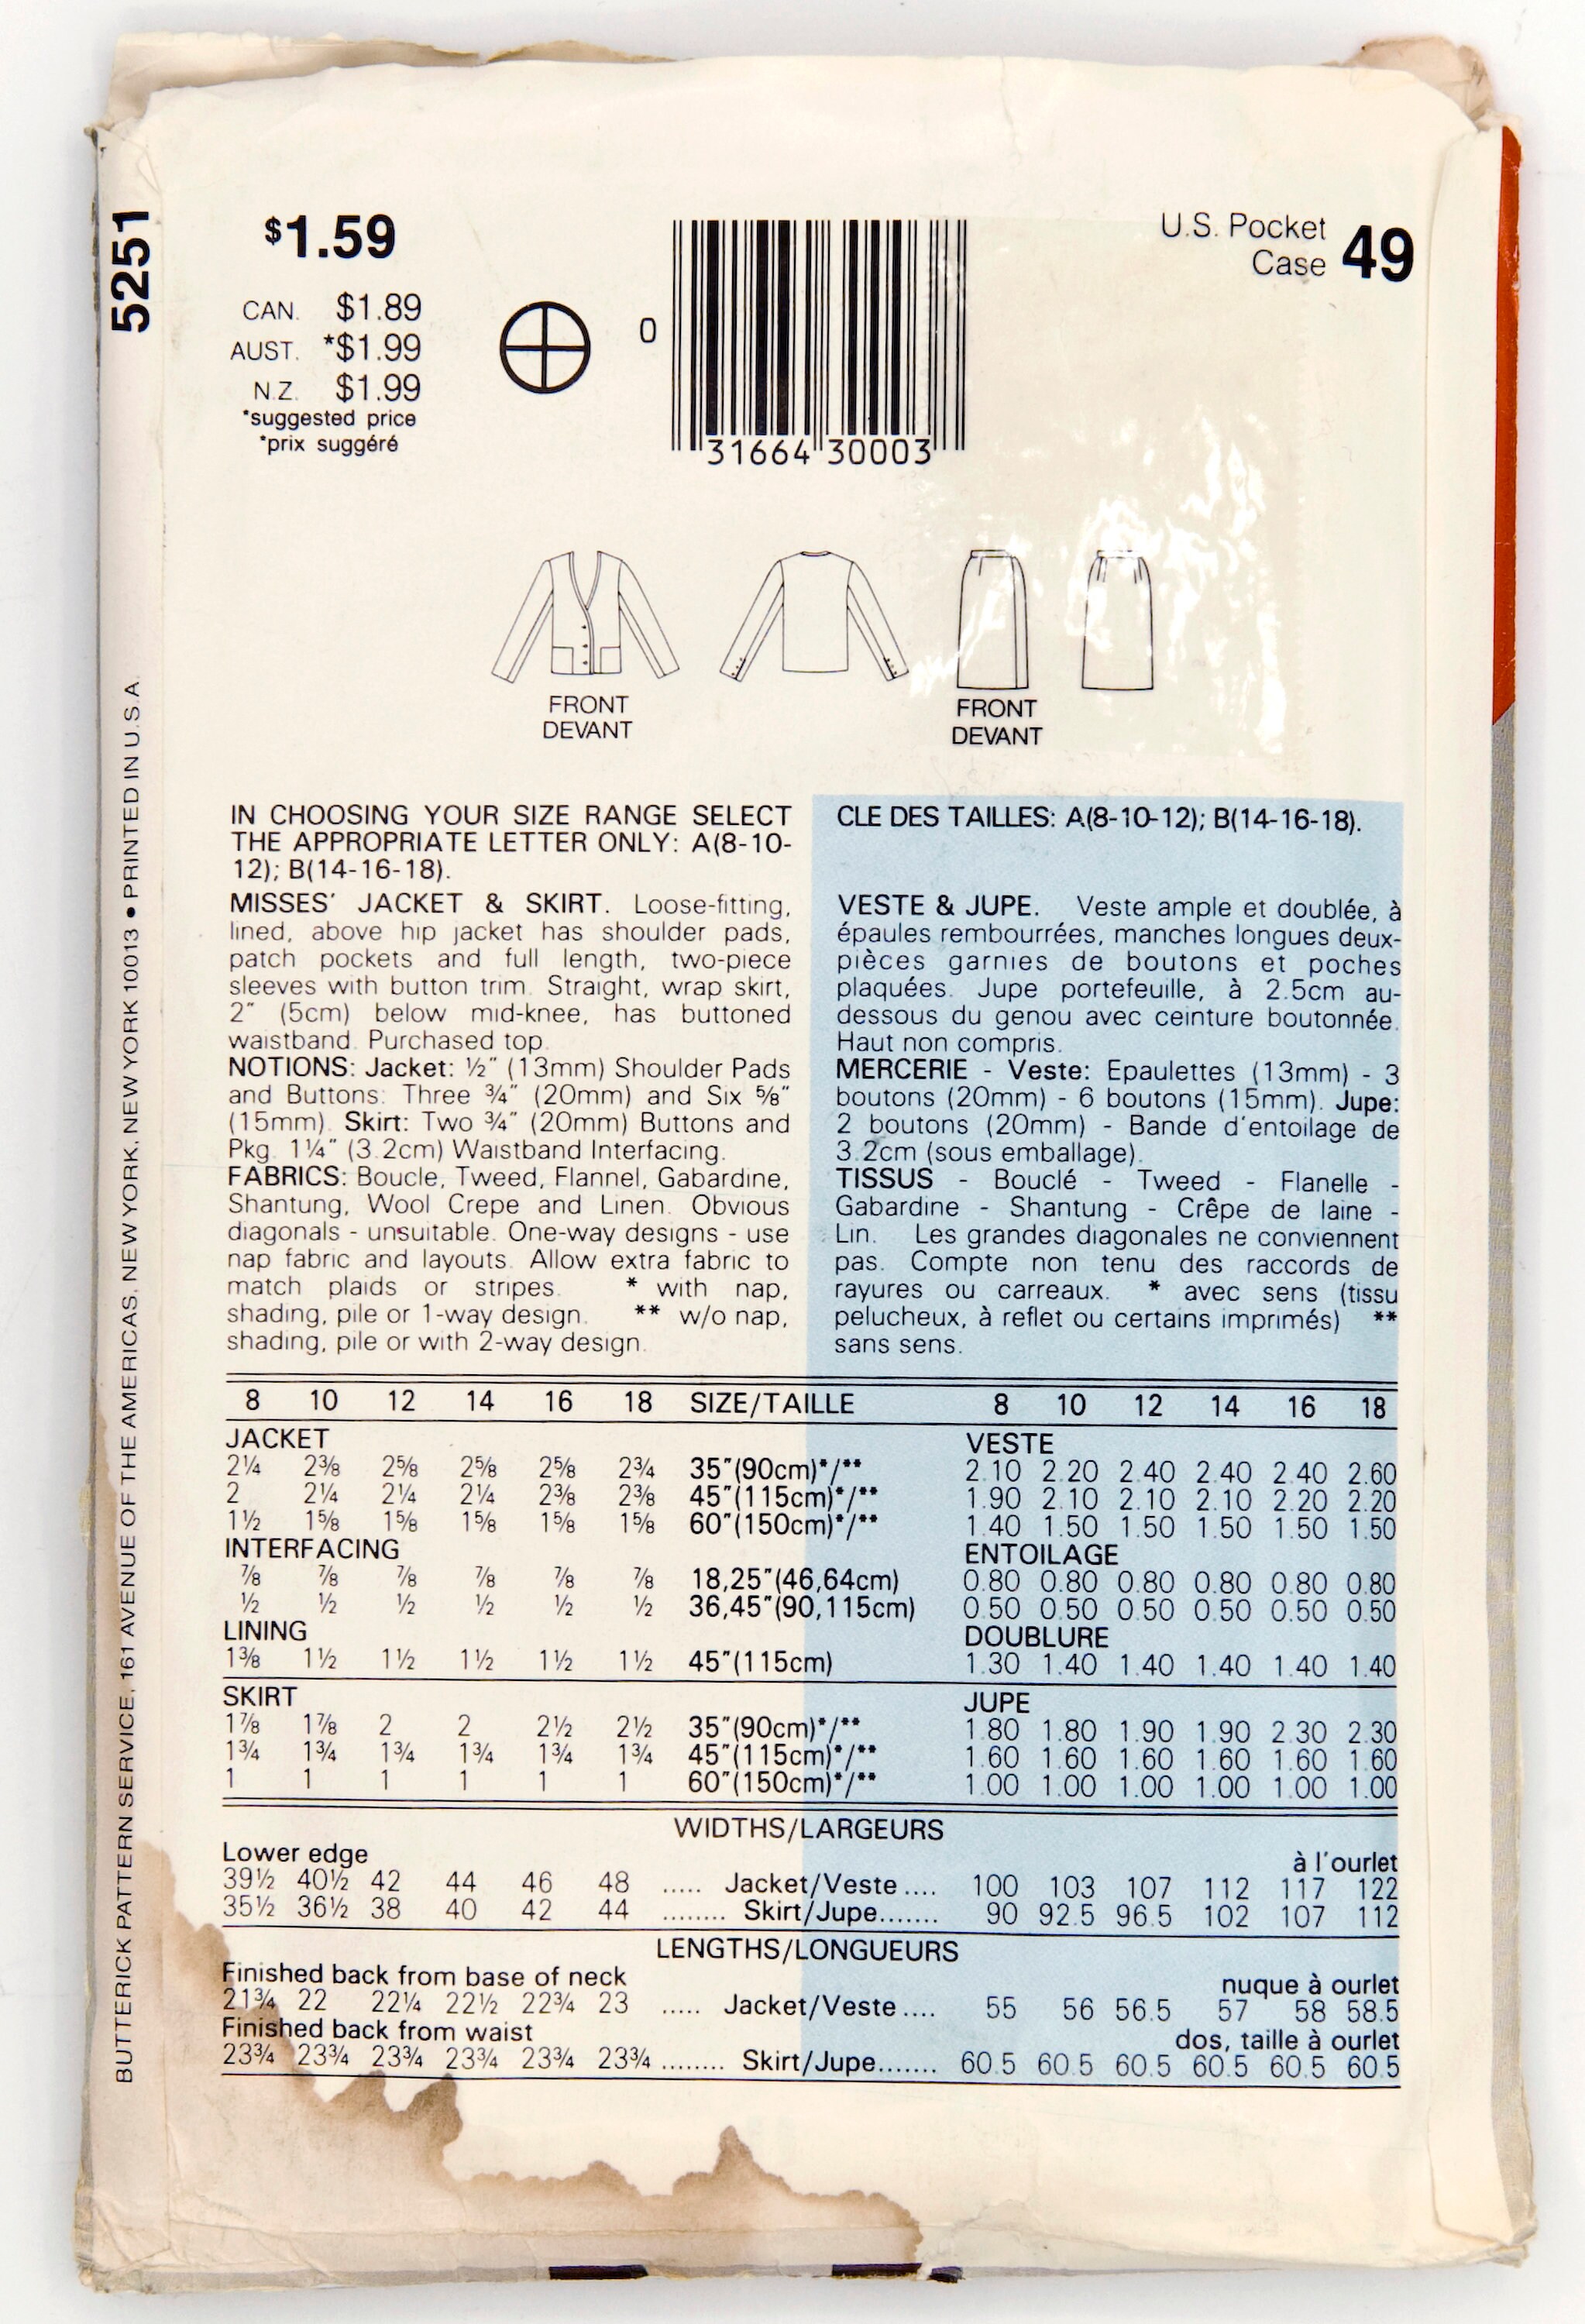 5251
$1.59
CAN. $1.89
AUST. *$1.99
N.Z. $1.99
*suggested price
*prix suggéré
0
31664 30003
U.S. Pocket
Case 49
FRONT
DEVANT
FRONT
DEVANT
BUTTERICK PATTERN SERVICE, 161 AVENUE OF THE AMERICAS, NEW YORK, NEW YORK 10013 • PRINTED IN U.S.A.
IN CHOOSING YOUR SIZE RANGE SELECT
THE APPROPRIATE LETTER ONLY: A(8-10-
12); B(14-16-18).
MISSES' JACKET & SKIRT. Loose-fitting,
lined, above hip jacket has shoulder pads,
patch pockets and full length, two-piece
sleeves with button trim. Straight, wrap skirt,
2" (5cm) below mid-knee, has buttoned
waistband. Purchased top.
NOTIONS: Jacket: ½" (13mm) Shoulder Pads
and Buttons: Three ¾" (20mm) and Six ⅝"
(15mm). Skirt: Two ¾" (20mm) Buttons and
Pkg. 1¼" (3.2cm) Waistband Interfacing.
FABRICS: Boucle, Tweed, Flannel, Gabardine,
Shantung, Wool Crepe and Linen. Obvious
diagonals - unsuitable. One-way designs - use
nap fabric and layouts. Allow extra fabric to
match plaids or stripes. * with nap,
shading, pile or 1-way design. ** w/o nap,
shading, pile or with 2-way design.
CLE DES TAILLES: A(8-10-12); B(14-16-18).
VESTE & JUPE. Veste ample et doublée, à
épaules rembourrées, manches longues deux-
pièces garnies de boutons et poches
plaquées. Jupe portefeuille, à 2.5cm au-
dessous du genou avec ceinture boutonnée.
Haut non compris.
MERCERIE - Veste: Epaulettes (13mm) - 3
boutons (20mm) - 6 boutons (15mm). Jupe:
2 boutons (20mm) - Bande d'entoilage de
3.2cm (sous emballage).
TISSUS - Bouclé - Tweed - Flanelle -
Gabardine - Shantung - Crêpe de laine -
Lin. Les grandes diagonales ne conviennent
pas. Compte non tenu des raccords de
rayures ou carreaux. * avec sens (tissu
pelucheux, à reflet ou certains imprimés) **
sans sens.
8 10 12 14 16 18 SIZE/TAILLE 8 10 12 14 16 18
JACKET VESTE
2¼ 2⅜ 2⅝ 2⅝ 2⅝ 2¾ 35"(90cm)*/** 2.10 2.20 2.40 2.40 2.40 2.60
2 2¼ 2¼ 2¼ 2⅜ 2⅜ 45"(115cm)*/** 1.90 2.10 2.10 2.10 2.20 2.20
1½ 1⅝ 1⅝ 1⅝ 1⅝ 1⅝ 60"(150cm)*/** 1.40 1.50 1.50 1.50 1.50 1.50
INTERFACING ENTOILAGE
⅞ ⅞ ⅞ ⅞ ⅞ ⅞ 18,25"(46,64cm) 0.80 0.80 0.80 0.80 0.80 0.80
½ ½ ½ ½ ½ ½ 36,45"(90,115cm) 0.50 0.50 0.50 0.50 0.50 0.50
LINING DOUBLURE
1⅜ 1½ 1½ 1½ 1½ 1½ 45"(115cm) 1.30 1.40 1.40 1.40 1.40 1.40
SKIRT JUPE
1⅞ 1⅞ 2 2 2½ 2½ 35"(90cm)*/** 1.80 1.80 1.90 1.90 2.30 2.30
1¾ 1¾ 1¾ 1¾ 1¾ 1¾ 45"(115cm)*/** 1.60 1.60 1.60 1.60 1.60 1.60
1 1 1 1 1 1 60"(150cm)*/** 1.00 1.00 1.00 1.00 1.00 1.00
WIDTHS/LARGEURS
Lower edge à l'ourlet
39½ 40½ 42 44 46 48 ..... Jacket/Veste .... 100 103 107 112 117 122
35½ 36½ 38 40 42 44 ........ Skirt/Jupe....... 90 92.5 96.5 102 107 112
LENGTHS/LONGUEURS
Finished back from base of neck nuque à ourlet
21¾ 22 22¼ 22½ 22¾ 23 ..... Jacket/Veste .... 55 56 56.5 57 58 58.5
Finished back from waist dos, taille à ourlet
23¾ 23¾ 23¾ 23¾ 23¾ 23¾ ........ Skirt/Jupe....... 60.5 60.5 60.5 60.5 60.5 60.5